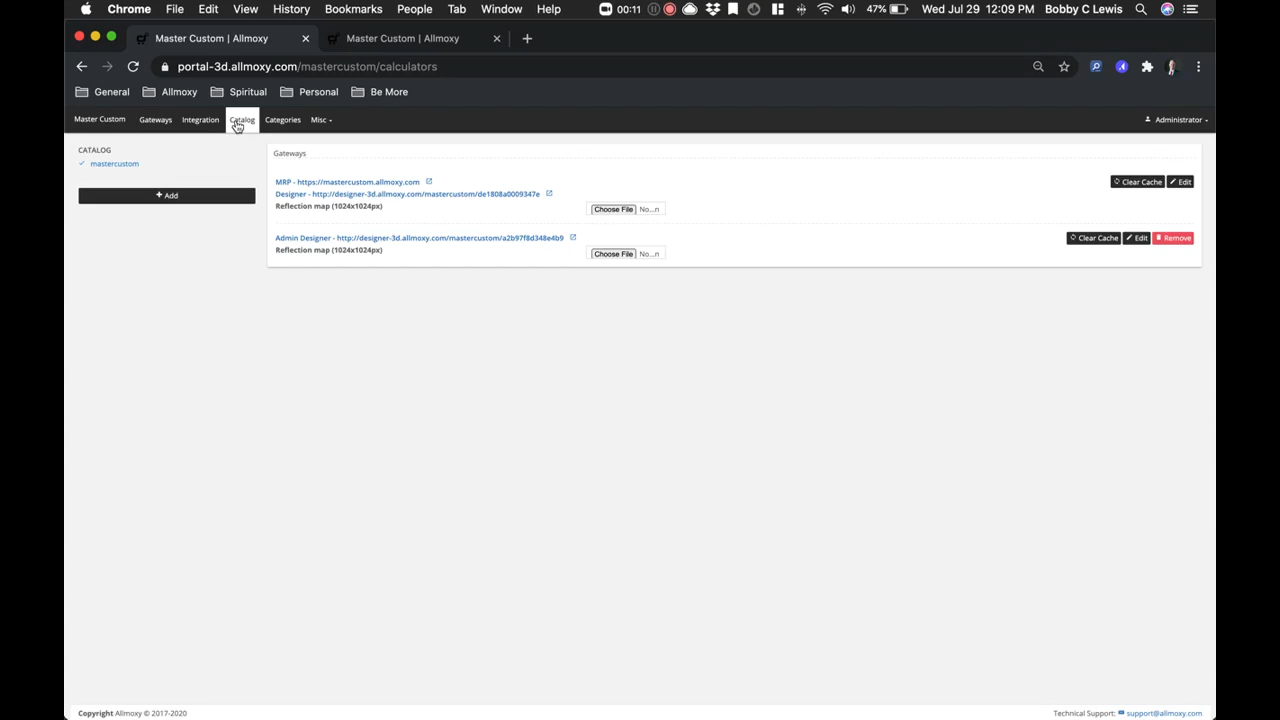 Chrome File Edit View History Bookmarks People Tab Window Help 00:11 47% Wed Jul 29 12:09 PM Bobby C Lewis
Master Custom | Allmoxy Master Custom | Allmoxy
portal-3d.allmoxy.com/mastercustom/calculators
General Allmoxy Spiritual Personal Be More
Master Custom Gateways Integration Catalog Categories Misc Administrator
CATALOG
mastercustom
Add
Gateways
MRP - https://mastercustom.allmoxy.com Clear Cache Edit
Designer - http://designer-3d.allmoxy.com/mastercustom/de1808a0009347e
Reflection map (1024x1024px) Choose File No...n
Admin Designer - http://designer-3d.allmoxy.com/mastercustom/a2b97f8d348e4b9 Clear Cache Edit Remove
Reflection map (1024x1024px) Choose File No...n
Copyright Allmoxy © 2017-2020 Technical Support: support@allmoxy.com